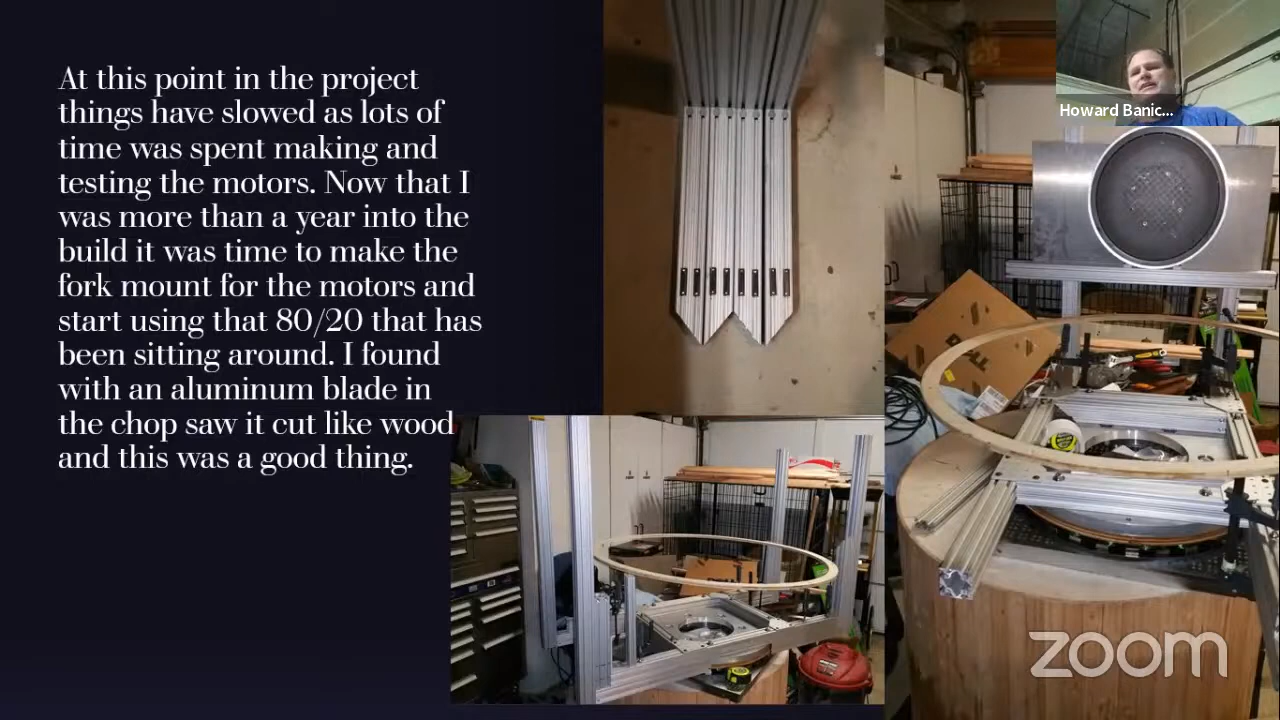 At this point in the project
things have slowed as lots of
time was spent making and
testing the motors. Now that I
was more than a year into the
build it was time to make the
fork mount for the motors and
start using that 80/20 that has
been sitting around. I found
with an aluminum blade in
the chop saw it cut like wood
and this was a good thing.
Howard Banic...
zoom